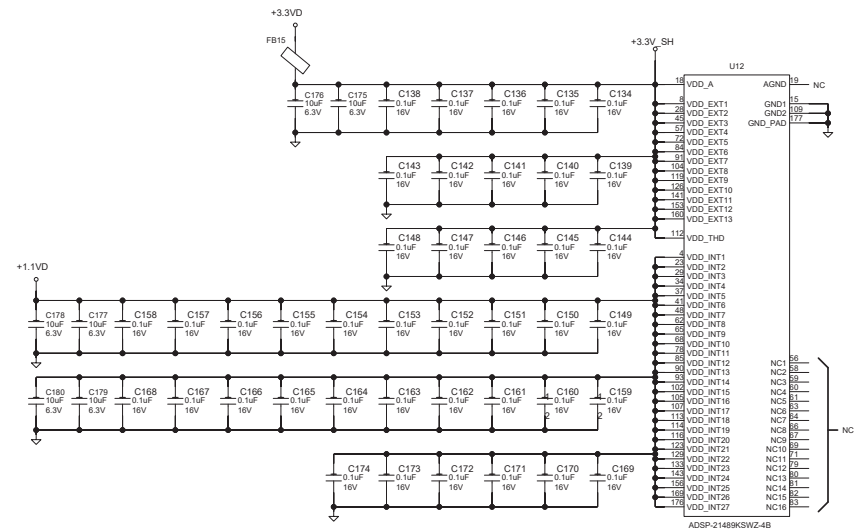 +3.3VD
FB15
+3.3V_SH
U12
C176 10uF 6.3V
C175 10uF 6.3V
C138 0.1uF 16V
C137 0.1uF 16V
C136 0.1uF 16V
C135 0.1uF 16V
C134 0.1uF 16V
C143 0.1uF 16V
C142 0.1uF 16V
C141 0.1uF 16V
C140 0.1uF 16V
C139 0.1uF 16V
C148 0.1uF 16V
C147 0.1uF 16V
C146 0.1uF 16V
C145 0.1uF 16V
C144 0.1uF 16V
+1.1VD
C178 10uF 6.3V
C177 10uF 6.3V
C158 0.1uF 16V
C157 0.1uF 16V
C156 0.1uF 16V
C155 0.1uF 16V
C154 0.1uF 16V
C153 0.1uF 16V
C152 0.1uF 16V
C151 0.1uF 16V
C150 0.1uF 16V
C149 0.1uF 16V
C180 10uF 6.3V
C179 10uF 6.3V
C168 0.1uF 16V
C167 0.1uF 16V
C166 0.1uF 16V
C165 0.1uF 16V
C164 0.1uF 16V
C163 0.1uF 16V
C162 0.1uF 16V
C161 0.1uF 16V
1 C160 0.1uF 16V 2
1 C159 0.1uF 16V 2
C174 0.1uF 16V
C173 0.1uF 16V
C172 0.1uF 16V
C171 0.1uF 16V
C170 0.1uF 16V
C169 0.1uF 16V
18 VDD_A
8 VDD_EXT1
28 VDD_EXT2
45 VDD_EXT3
57 VDD_EXT4
72 VDD_EXT5
84 VDD_EXT6
91 VDD_EXT7
104 VDD_EXT8
119 VDD_EXT9
126 VDD_EXT10
141 VDD_EXT11
153 VDD_EXT12
160 VDD_EXT13
112 VDD_THD
4 VDD_INT1
23 VDD_INT2
29 VDD_INT3
34 VDD_INT4
37 VDD_INT5
41 VDD_INT6
48 VDD_INT7
62 VDD_INT8
65 VDD_INT9
68 VDD_INT10
78 VDD_INT11
85 VDD_INT12
90 VDD_INT13
93 VDD_INT14
102 VDD_INT15
105 VDD_INT16
107 VDD_INT17
113 VDD_INT18
114 VDD_INT19
116 VDD_INT20
123 VDD_INT21
129 VDD_INT22
133 VDD_INT23
143 VDD_INT24
156 VDD_INT25
169 VDD_INT26
176 VDD_INT27
AGND 19 NC
GND1 15
GND2 109
GND_PAD 177
NC1 56
NC2 58
NC3 59
NC4 60
NC5 61
NC6 63
NC7 64
NC8 66
NC9 67
NC10 69
NC11 71
NC12 79
NC13 80
NC14 81
NC15 82
NC16 83
NC
ADSP-21489KSWZ-4B